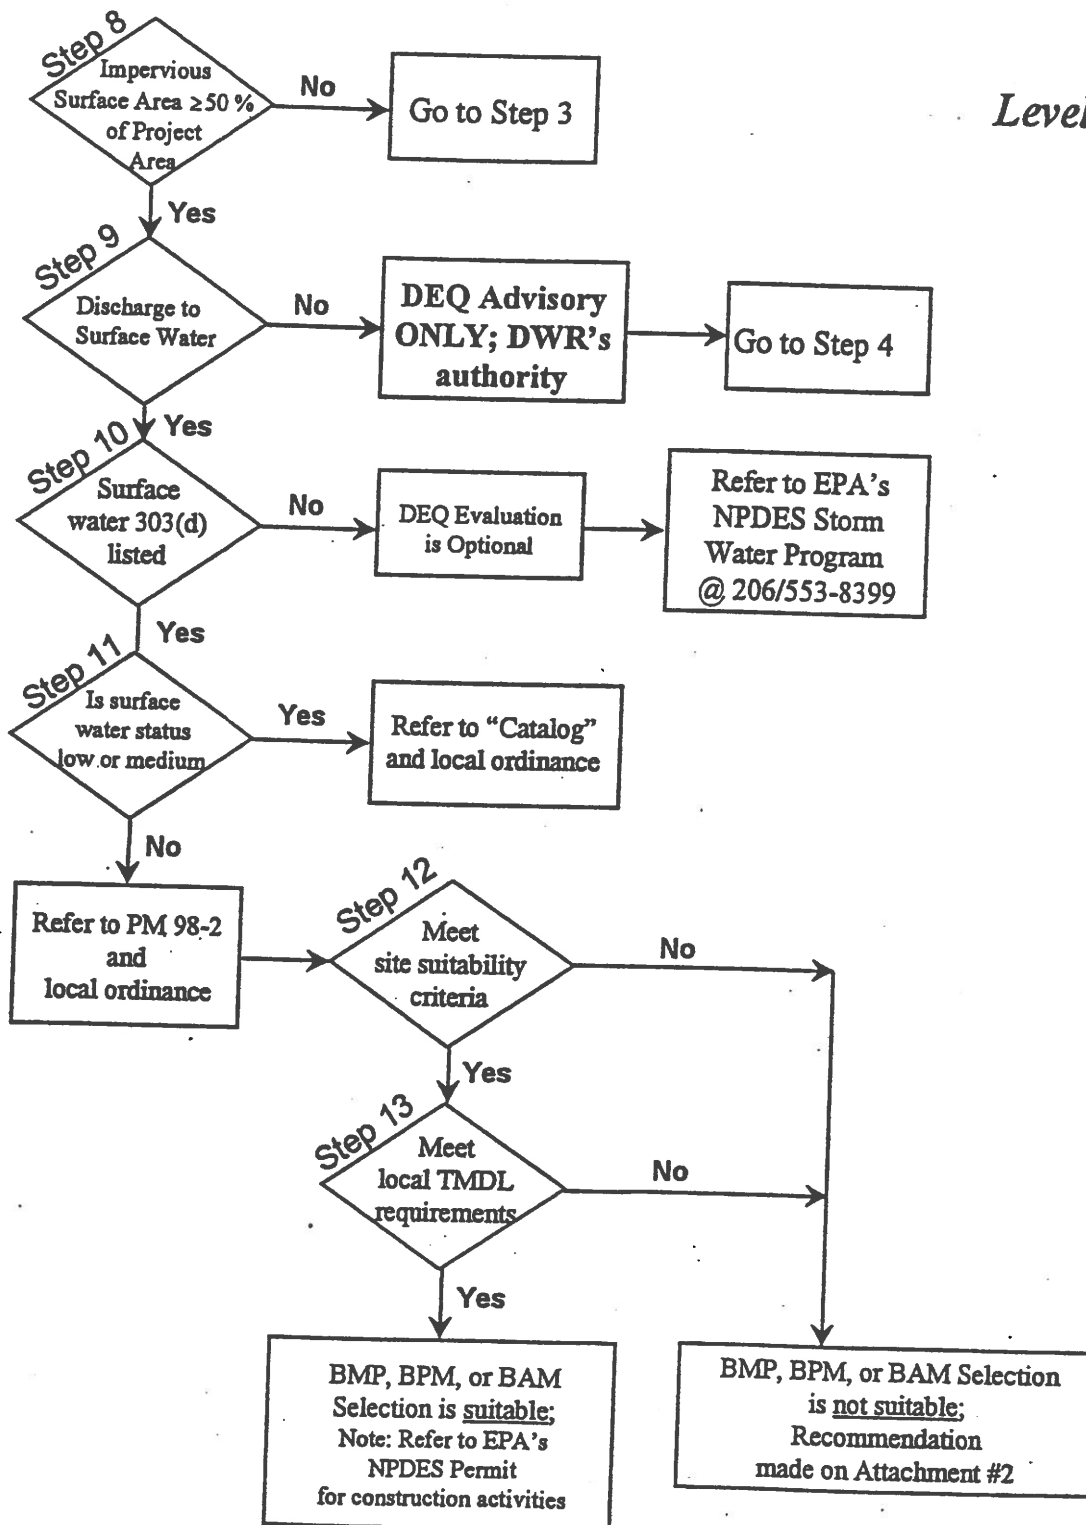 Step 8
Impervious
Surface Area ≥50 %
of Project
Area
No
Go to Step 3
Level
Yes
Step 9
Discharge to
Surface Water
No
DEQ Advisory
ONLY; DWR's
authority
Go to Step 4
Yes
Step 10
Surface
water 303(d)
listed
No
DEQ Evaluation
is Optional
Refer to EPA's
NPDES Storm
Water Program
@ 206/553-8399
Yes
Step 11
Is surface
water status
low or medium
Yes
Refer to “Catalog”
and local ordinance
No
Refer to PM 98-2
and
local ordinance
Step 12
Meet
site suitability
criteria
No
Yes
Step 13
Meet
local TMDL
requirements
No
Yes
BMP, BPM, or BAM
Selection is suitable;
Note: Refer to EPA's
NPDES Permit
for construction activities
BMP, BPM, or BAM Selection
is not suitable;
Recommendation
made on Attachment #2